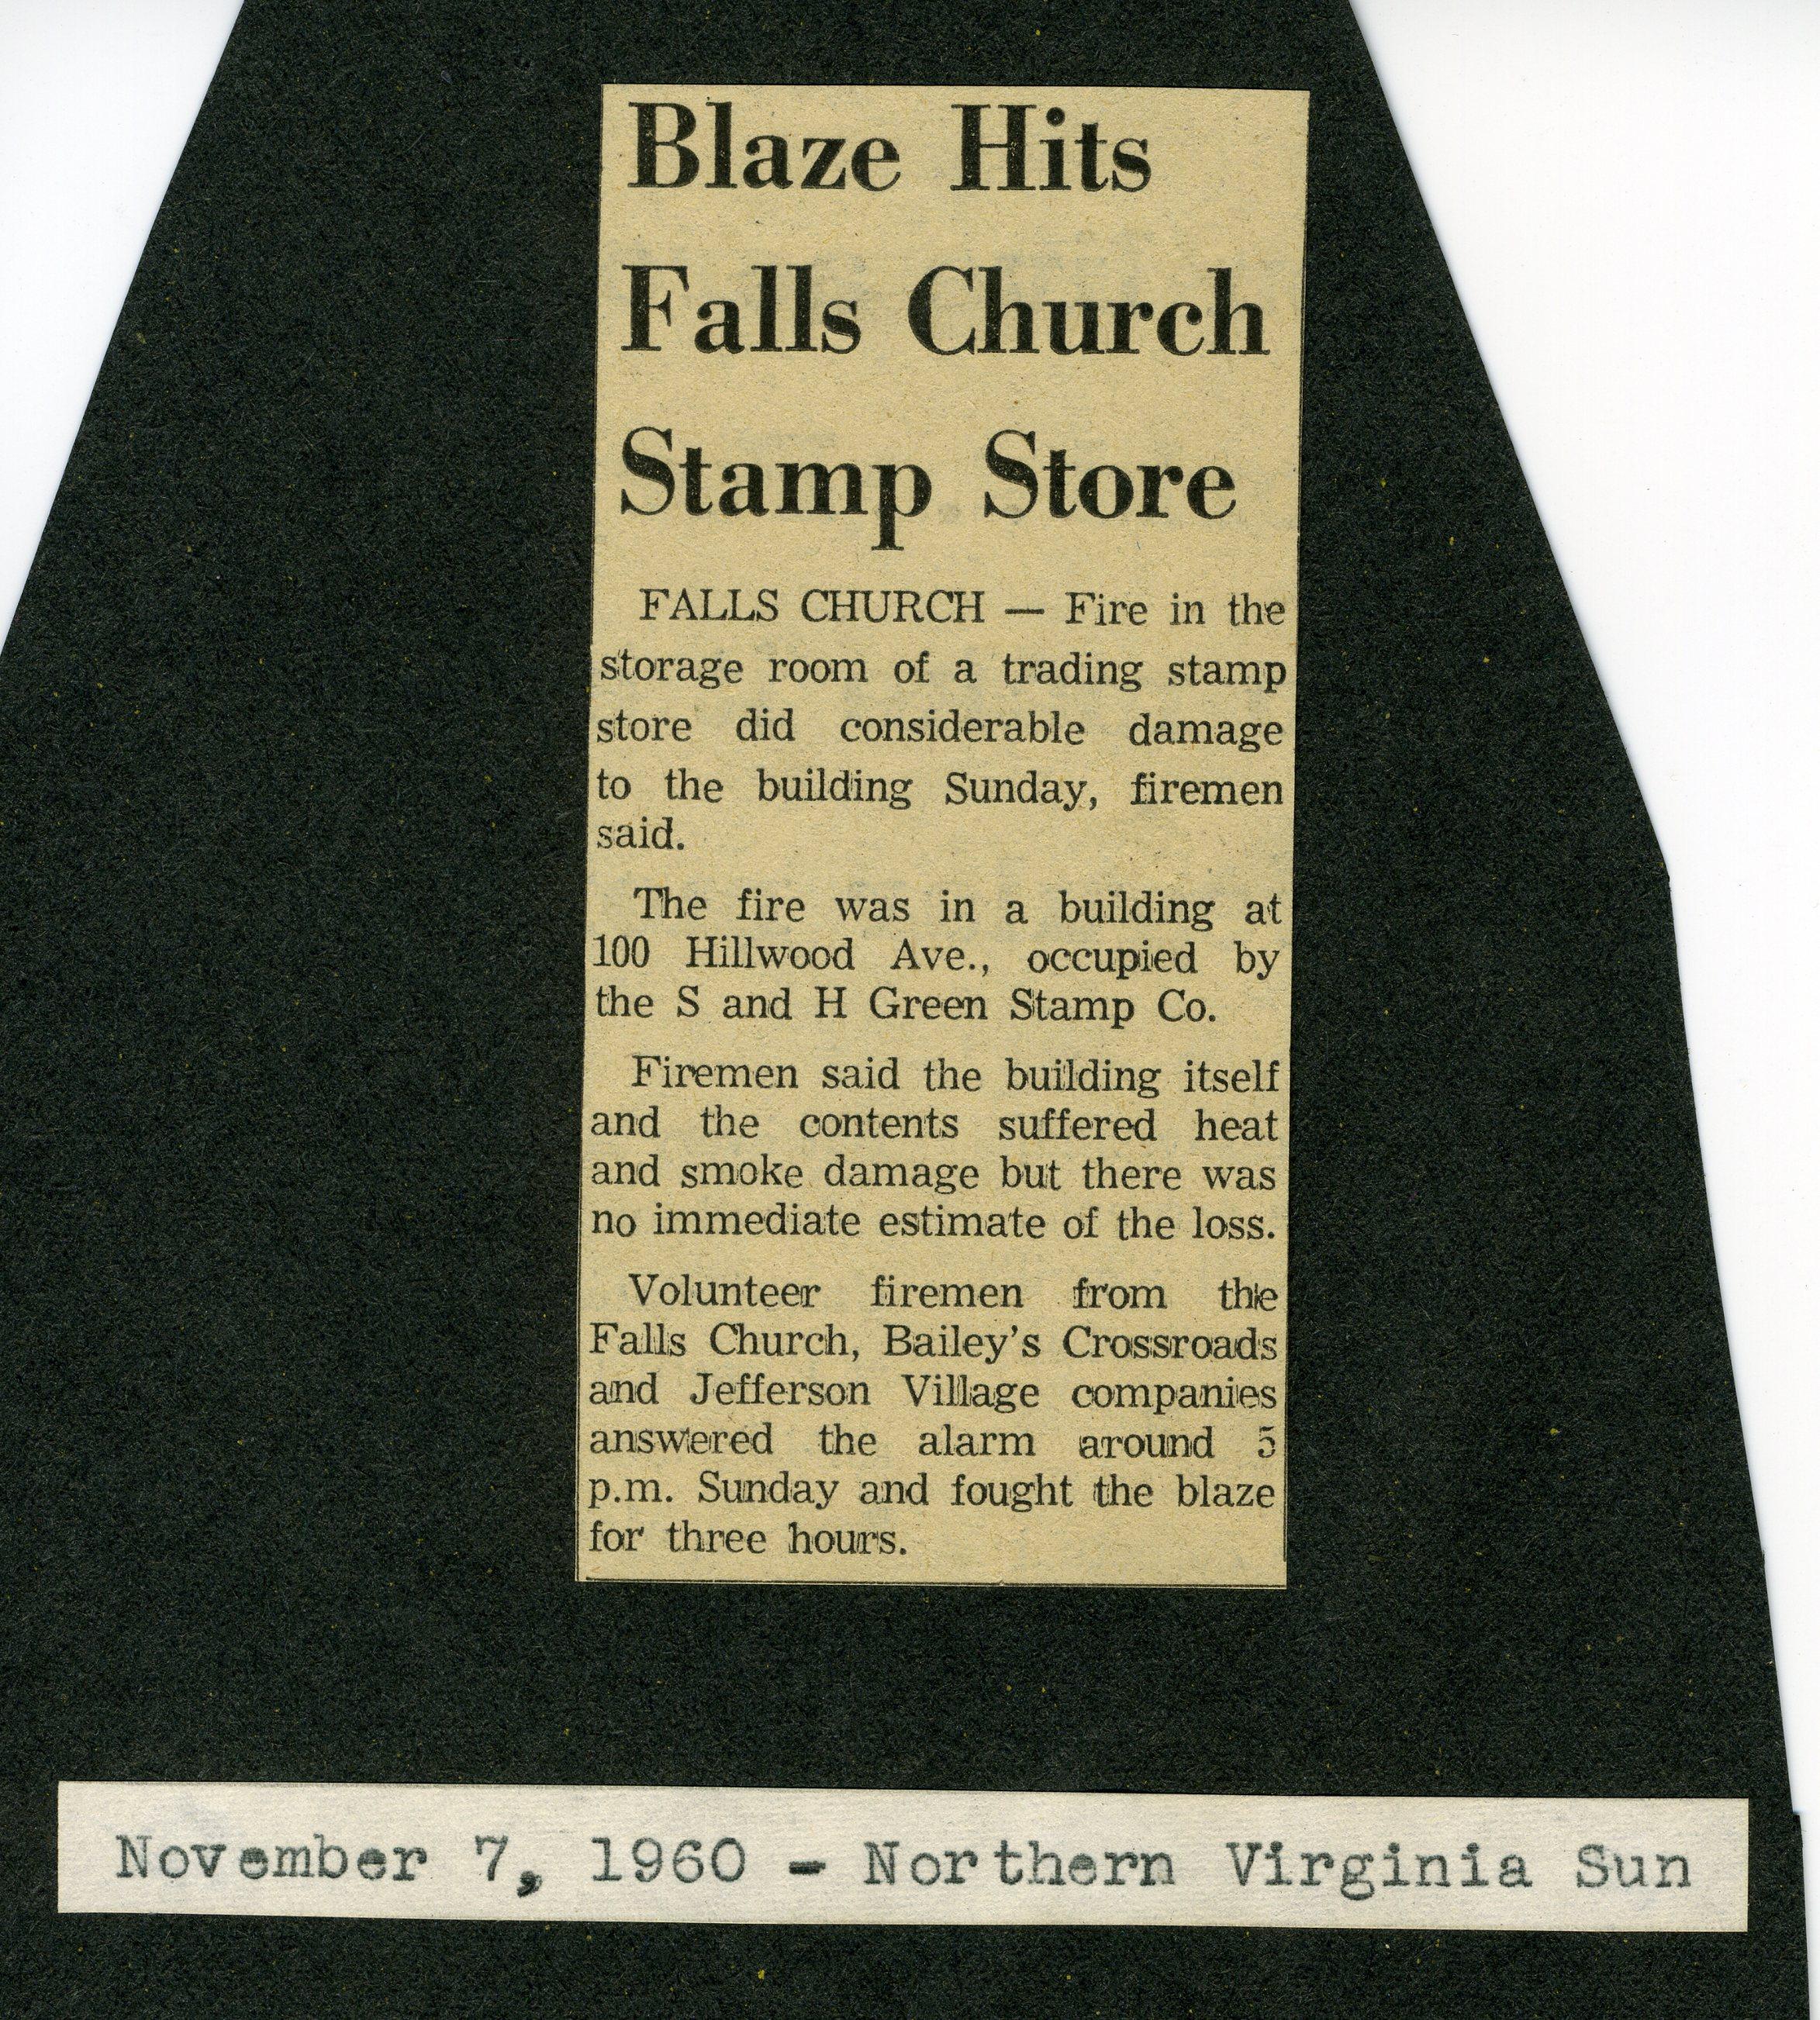 Blaze Hits
Falls Church
Stamp Store
FALLS CHURCH — Fire in the
storage room of a trading stamp
store did considerable damage
to the building Sunday, firemen
said.
The fire was in a building at
100 Hillwood Ave., occupied by
the S and H Green Stamp Co.
Firemen said the building itself
and the contents suffered heat
and smoke damage but there was
no immediate estimate of the loss.
Volunteer firemen from the
Falls Church, Bailey's Crossroads
and Jefferson Village companies
answered the alarm around 5
p.m. Sunday and fought the blaze
for three hours.
November 7, 1960 - Northern Virginia Sun